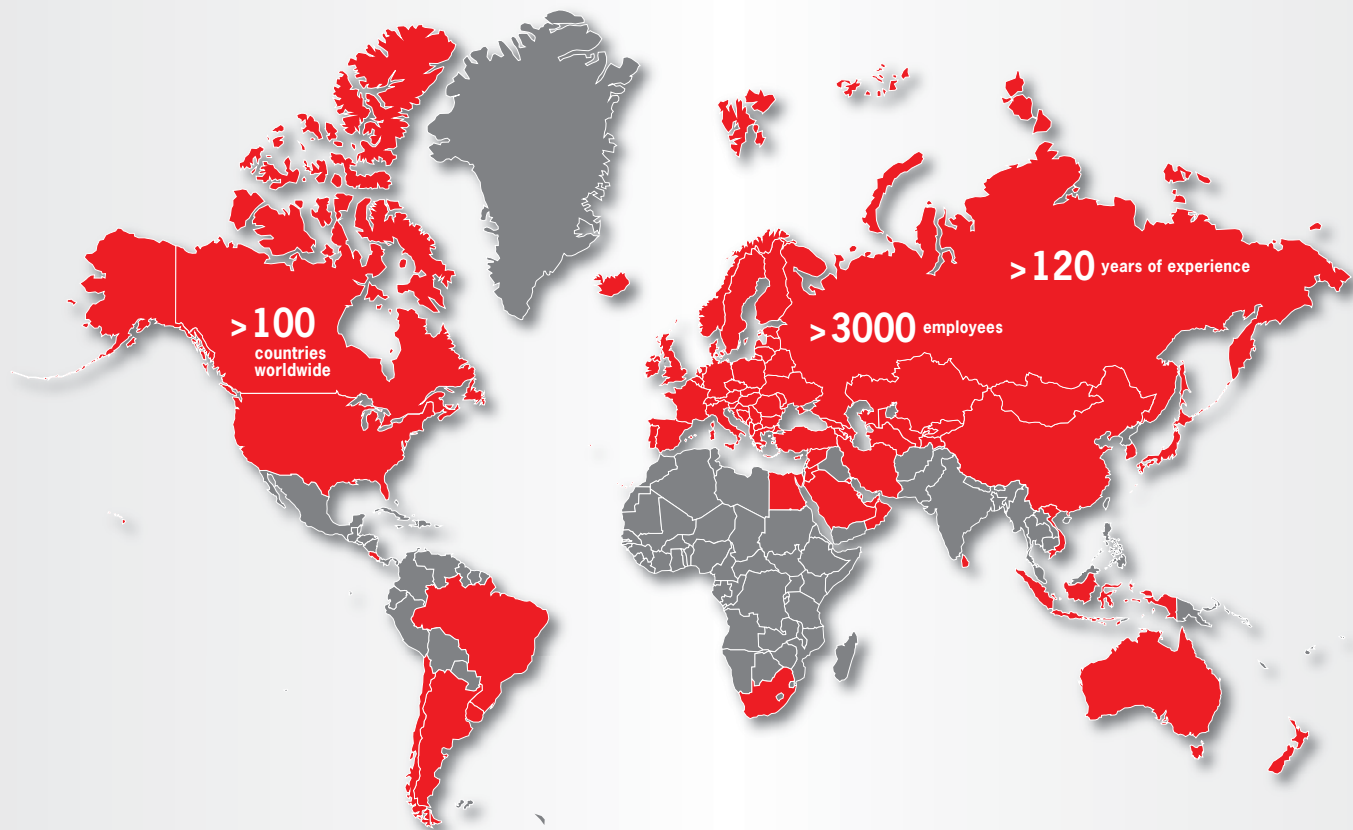 > 100
countries
worldwide
> 120 years of experience
> 3000 employees